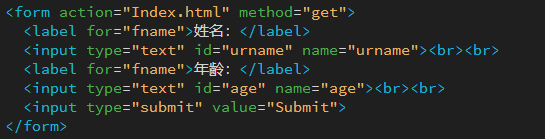 <form action="Index.html" method="get">
<label for="fname">姓名：</label>
<input type="text" id="urname" name="urname"><br><br>
<label for="fname">年龄：</label>
<input type="text" id="age" name="age"><br><br>
<input type="submit" value="Submit">
</form>